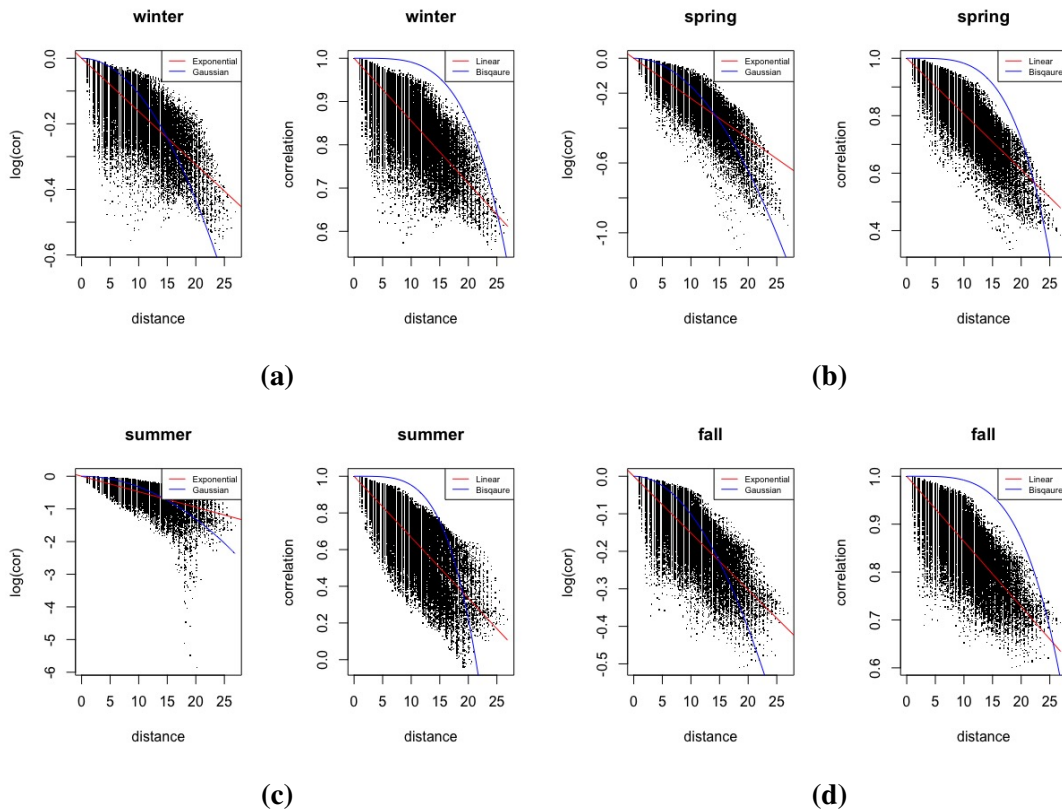 winter
winter
spring
spring
0.0
-0.2
-0.4
-0.6
log(cor)
Exponential
Gaussian
0 5 10 15 20 25
distance
1.0
0.9
0.8
0.7
0.6
correlation
Linear
Bisqaure
0 5 10 15 20 25
distance
0.0
-0.2
-0.6
-1.0
log(cor)
Exponential
Gaussian
0 5 10 15 20 25
distance
1.0
0.8
0.6
0.4
correlation
Linear
Bisqaure
0 5 10 15 20 25
distance
(a)
(b)
summer
summer
fall
fall
0
-1
-2
-3
-4
-5
-6
log(cor)
Exponential
Gaussian
0 5 10 15 20 25
distance
1.0
0.8
0.6
0.4
0.2
0.0
correlation
Linear
Bisqaure
0 5 10 15 20 25
distance
0.0
-0.1
-0.2
-0.3
-0.4
-0.5
log(cor)
Exponential
Gaussian
0 5 10 15 20 25
distance
1.0
0.9
0.8
0.7
0.6
correlation
Linear
Bisqaure
0 5 10 15 20 25
distance
(c)
(d)